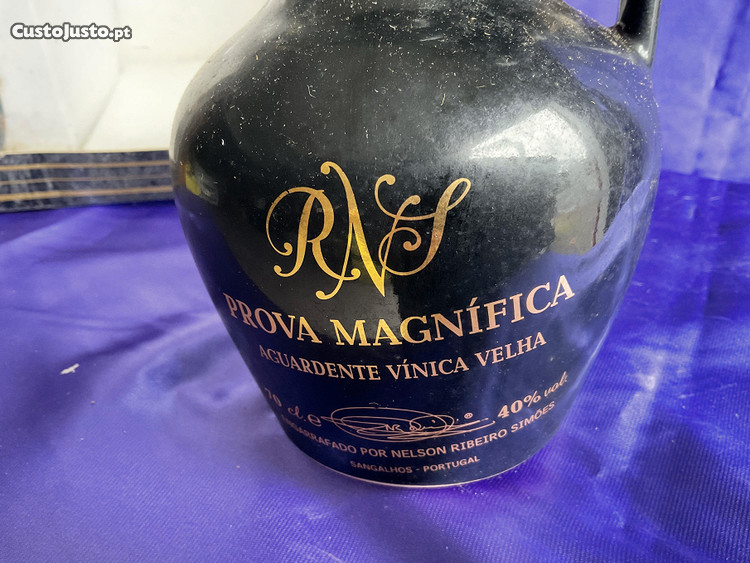 CustoJusto.pt
RNS
PROVA MAGNÍFICA
AGUARDENTE VÍNICA VELHA
70 cl. e ® 40% vol.
ENGARRAFADO POR NELSON RIBEIRO SIMÕES
SANGALHOS - PORTUGAL